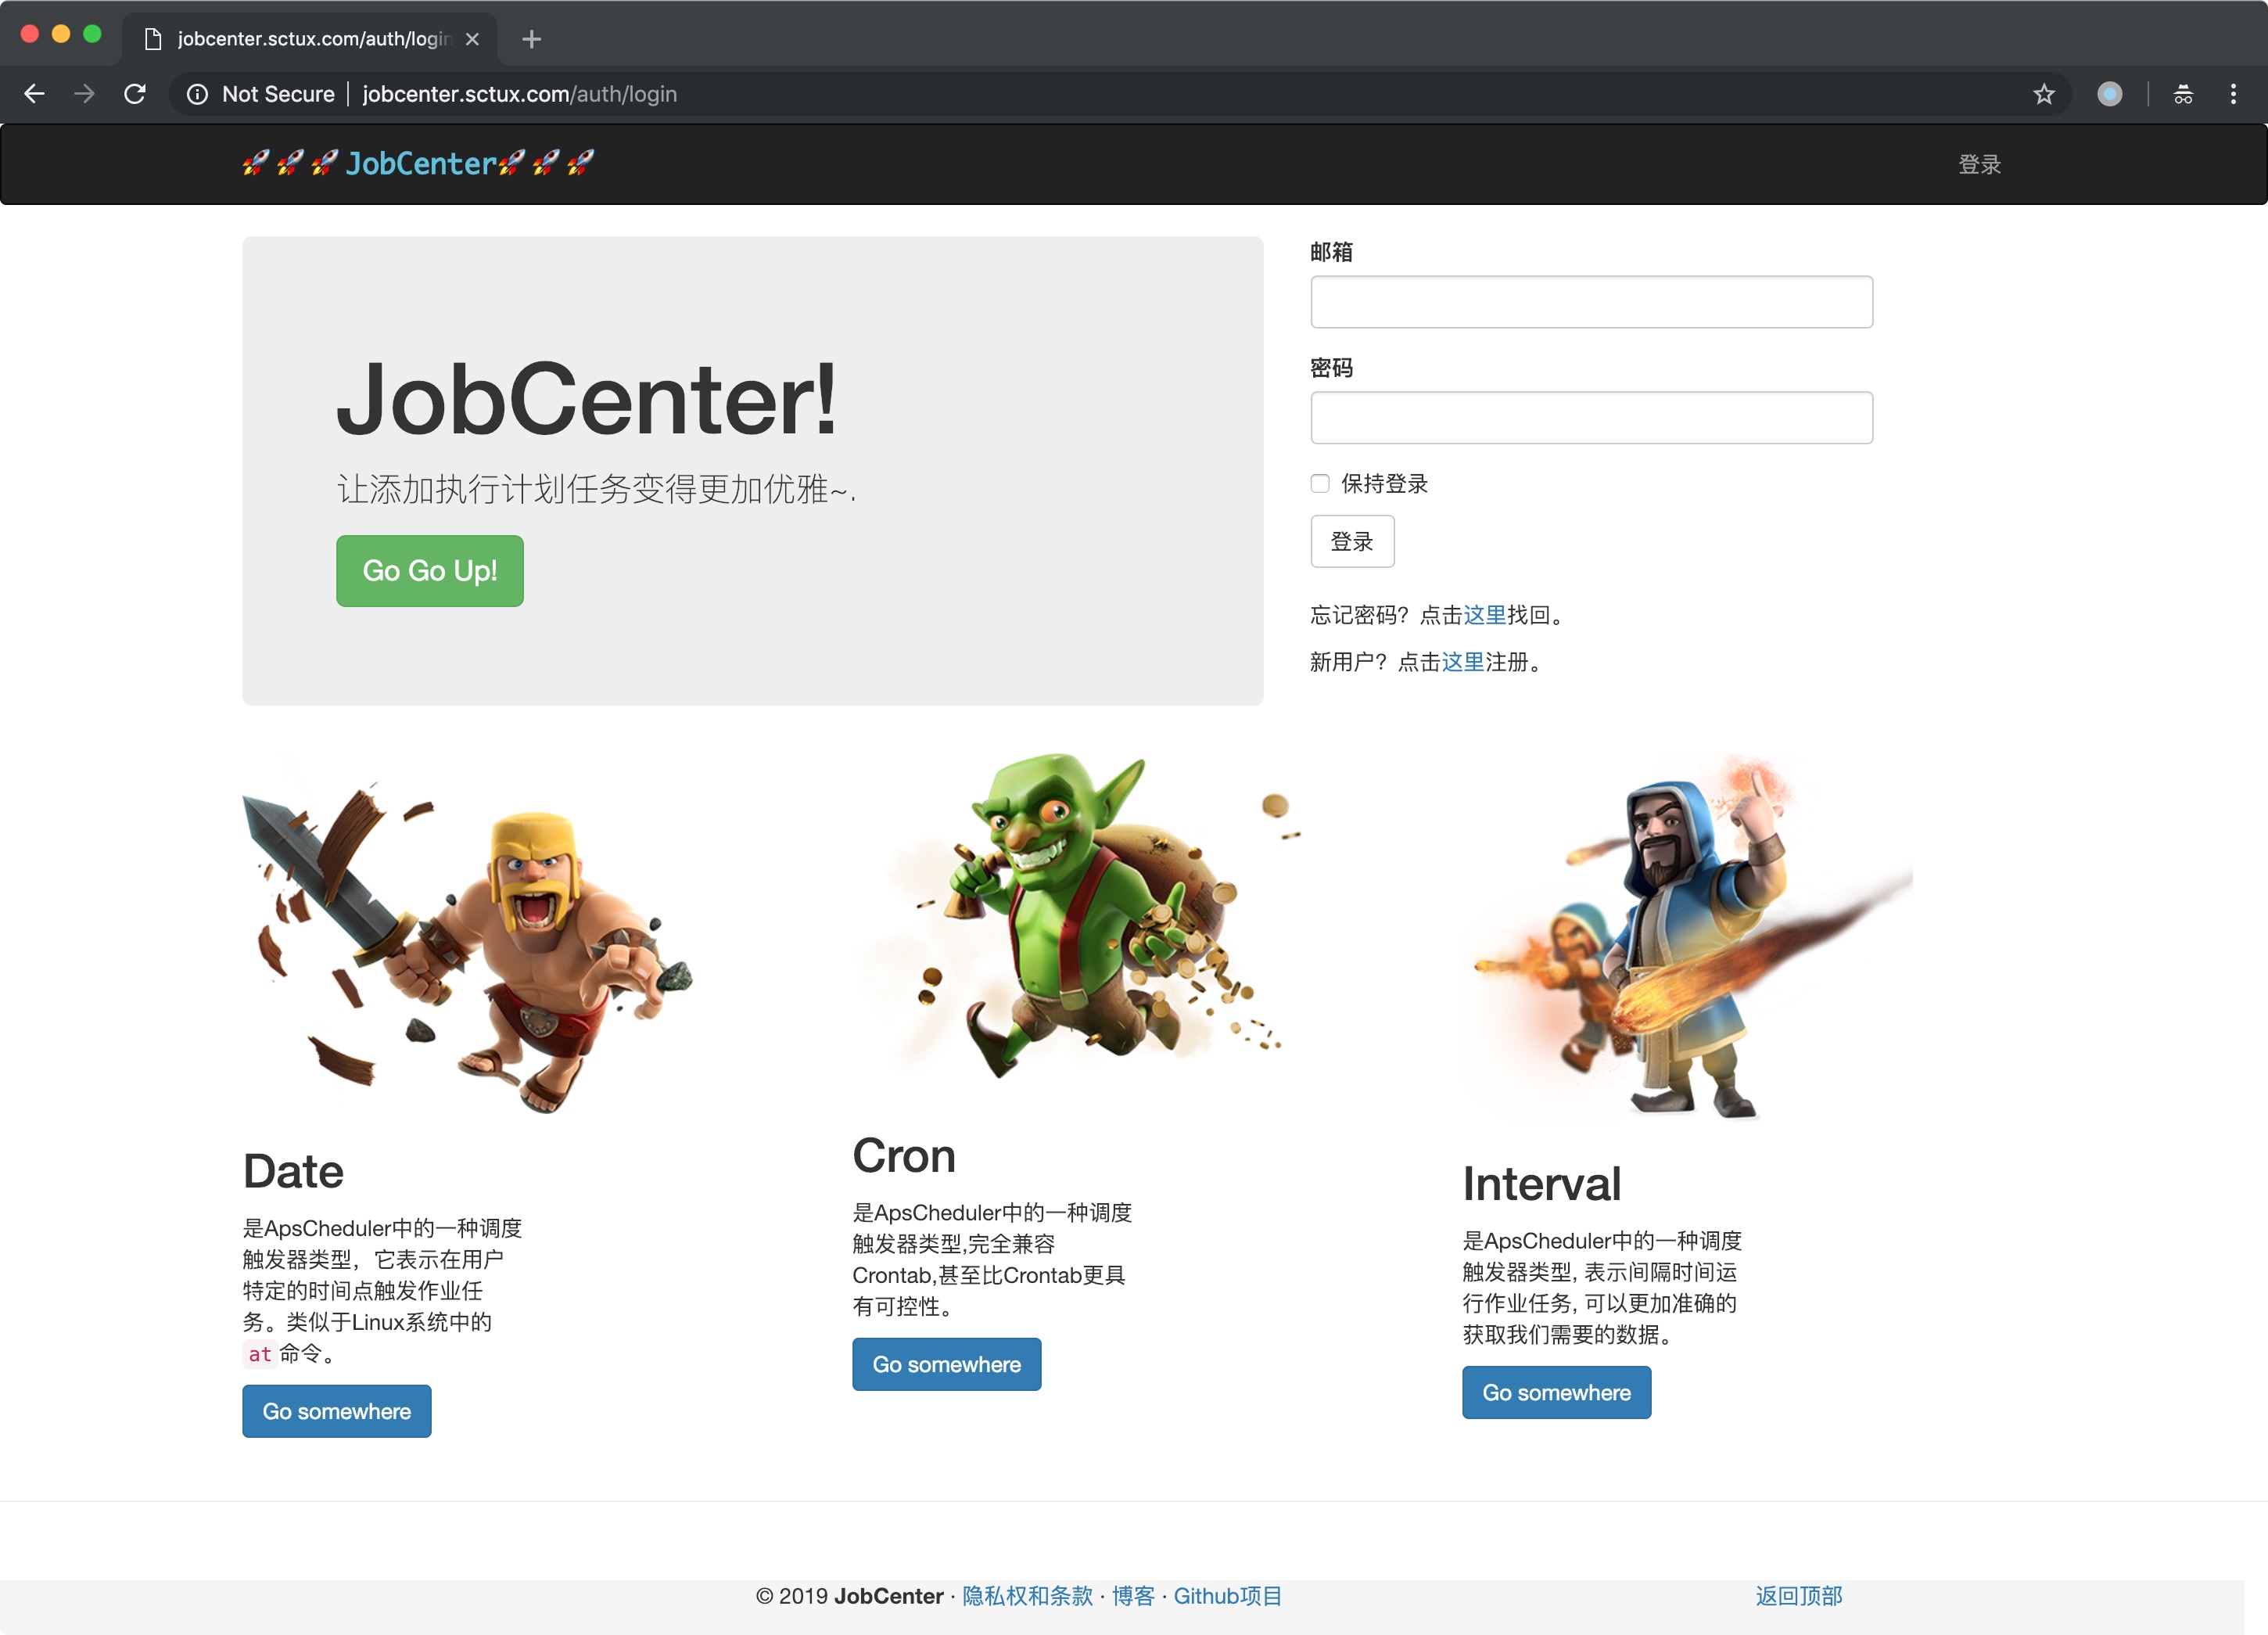 jobcenter.sctux.com/auth/login
Not Secure | jobcenter.sctux.com/auth/login
🚀🚀🚀JobCenter🚀🚀🚀
登录
JobCenter!
让添加执行计划任务变得更加优雅~.
Go Go Up!
邮箱
密码
保持登录
登录
忘记密码？点击这里找回。
新用户？点击这里注册。
Date
是ApsCheduler中的一种调度
触发器类型，它表示在用户
特定的时间点触发作业任
务。类似于Linux系统中的
at命令。
Go somewhere
Cron
是ApsCheduler中的一种调度
触发器类型,完全兼容
Crontab,甚至比Crontab更具
有可控性。
Go somewhere
Interval
是ApsCheduler中的一种调度
触发器类型, 表示间隔时间运
行作业任务, 可以更加准确的
获取我们需要的数据。
Go somewhere
© 2019 JobCenter · 隐私权和条款 · 博客 · Github项目
返回顶部